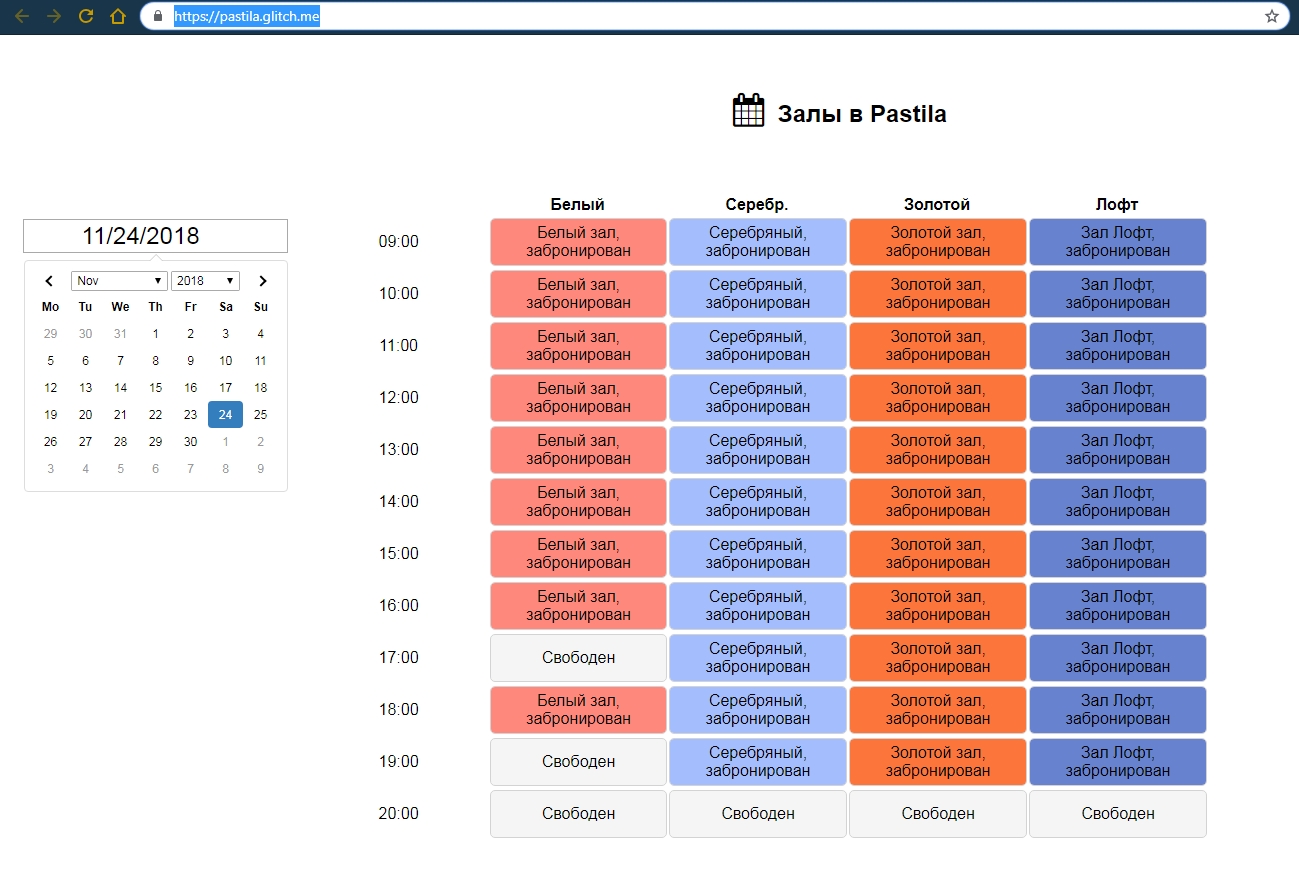 https://pastila.glitch.me
Залы в Pastila
Белый Серебр. Золотой Лофт
11/24/2018
Nov 2018
Mo Tu We Th Fr Sa Su
29 30 31 1 2 3 4
5 6 7 8 9 10 11
12 13 14 15 16 17 18
19 20 21 22 23 24 25
26 27 28 29 30 1 2
3 4 5 6 7 8 9
09:00 Белый зал, Серебряный, Золотой зал, Зал Лофт,
забронирован забронирован забронирован забронирован
10:00 Белый зал, Серебряный, Золотой зал, Зал Лофт,
забронирован забронирован забронирован забронирован
11:00 Белый зал, Серебряный, Золотой зал, Зал Лофт,
забронирован забронирован забронирован забронирован
12:00 Белый зал, Серебряный, Золотой зал, Зал Лофт,
забронирован забронирован забронирован забронирован
13:00 Белый зал, Серебряный, Золотой зал, Зал Лофт,
забронирован забронирован забронирован забронирован
14:00 Белый зал, Серебряный, Золотой зал, Зал Лофт,
забронирован забронирован забронирован забронирован
15:00 Белый зал, Серебряный, Золотой зал, Зал Лофт,
забронирован забронирован забронирован забронирован
16:00 Белый зал, Серебряный, Золотой зал, Зал Лофт,
забронирован забронирован забронирован забронирован
17:00 Свободен Серебряный, Золотой зал, Зал Лофт,
забронирован забронирован забронирован
18:00 Белый зал, Серебряный, Золотой зал, Зал Лофт,
забронирован забронирован забронирован забронирован
19:00 Свободен Серебряный, Золотой зал, Зал Лофт,
забронирован забронирован забронирован
20:00 Свободен Свободен Свободен Свободен